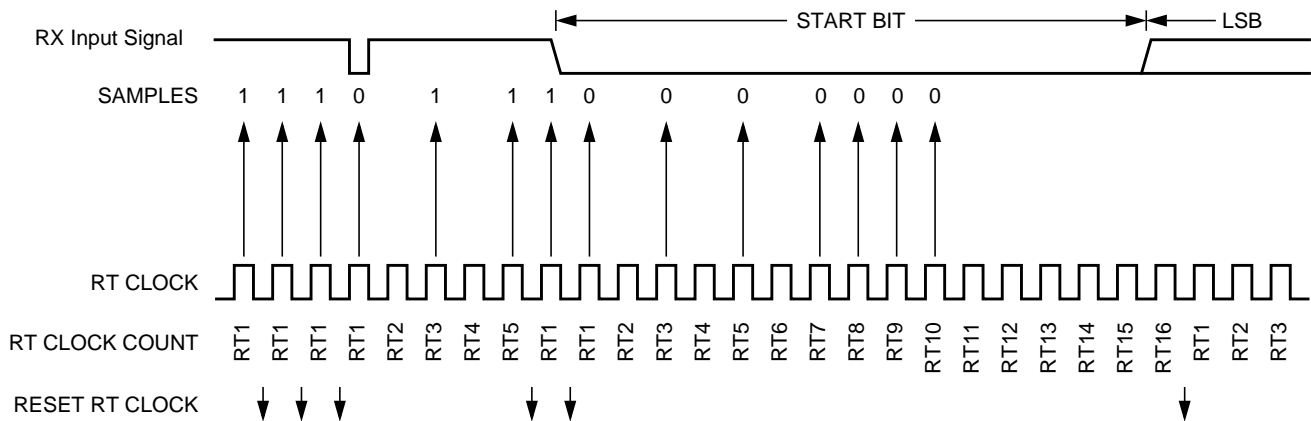 START BIT
LSB
RX Input Signal
SAMPLES 1 1 1 0 1 1 1 0 0 0 0 0 0 0
RT CLOCK
RT CLOCK COUNT RT1 RT1 RT1 RT1 RT2 RT3 RT4 RT5 RT1 RT1 RT2 RT3 RT4 RT5 RT6 RT7 RT8 RT9 RT10 RT11 RT12 RT13 RT14 RT15 RT16 RT1 RT2 RT3
RESET RT CLOCK